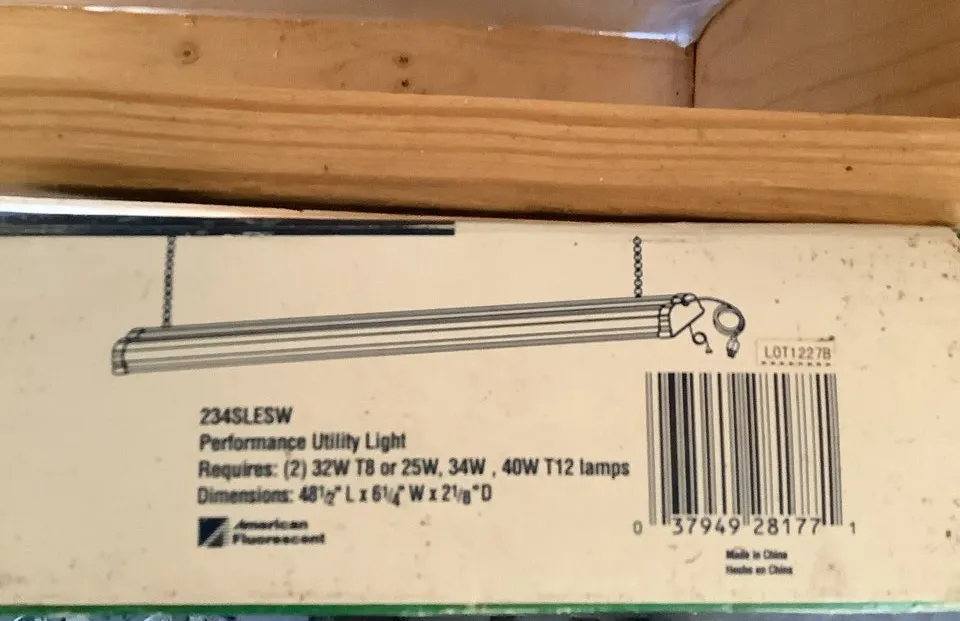 LOT1227B
234SLESW
Performance Utility Light
Requires: (2) 32W T8 or 25W, 34W , 40W T12 lamps
Dimensions: 48½" L x 6¼" W x 2⅛" D
American
Fluorescent
0 37949 28177 1
Made in China
Hecho en China